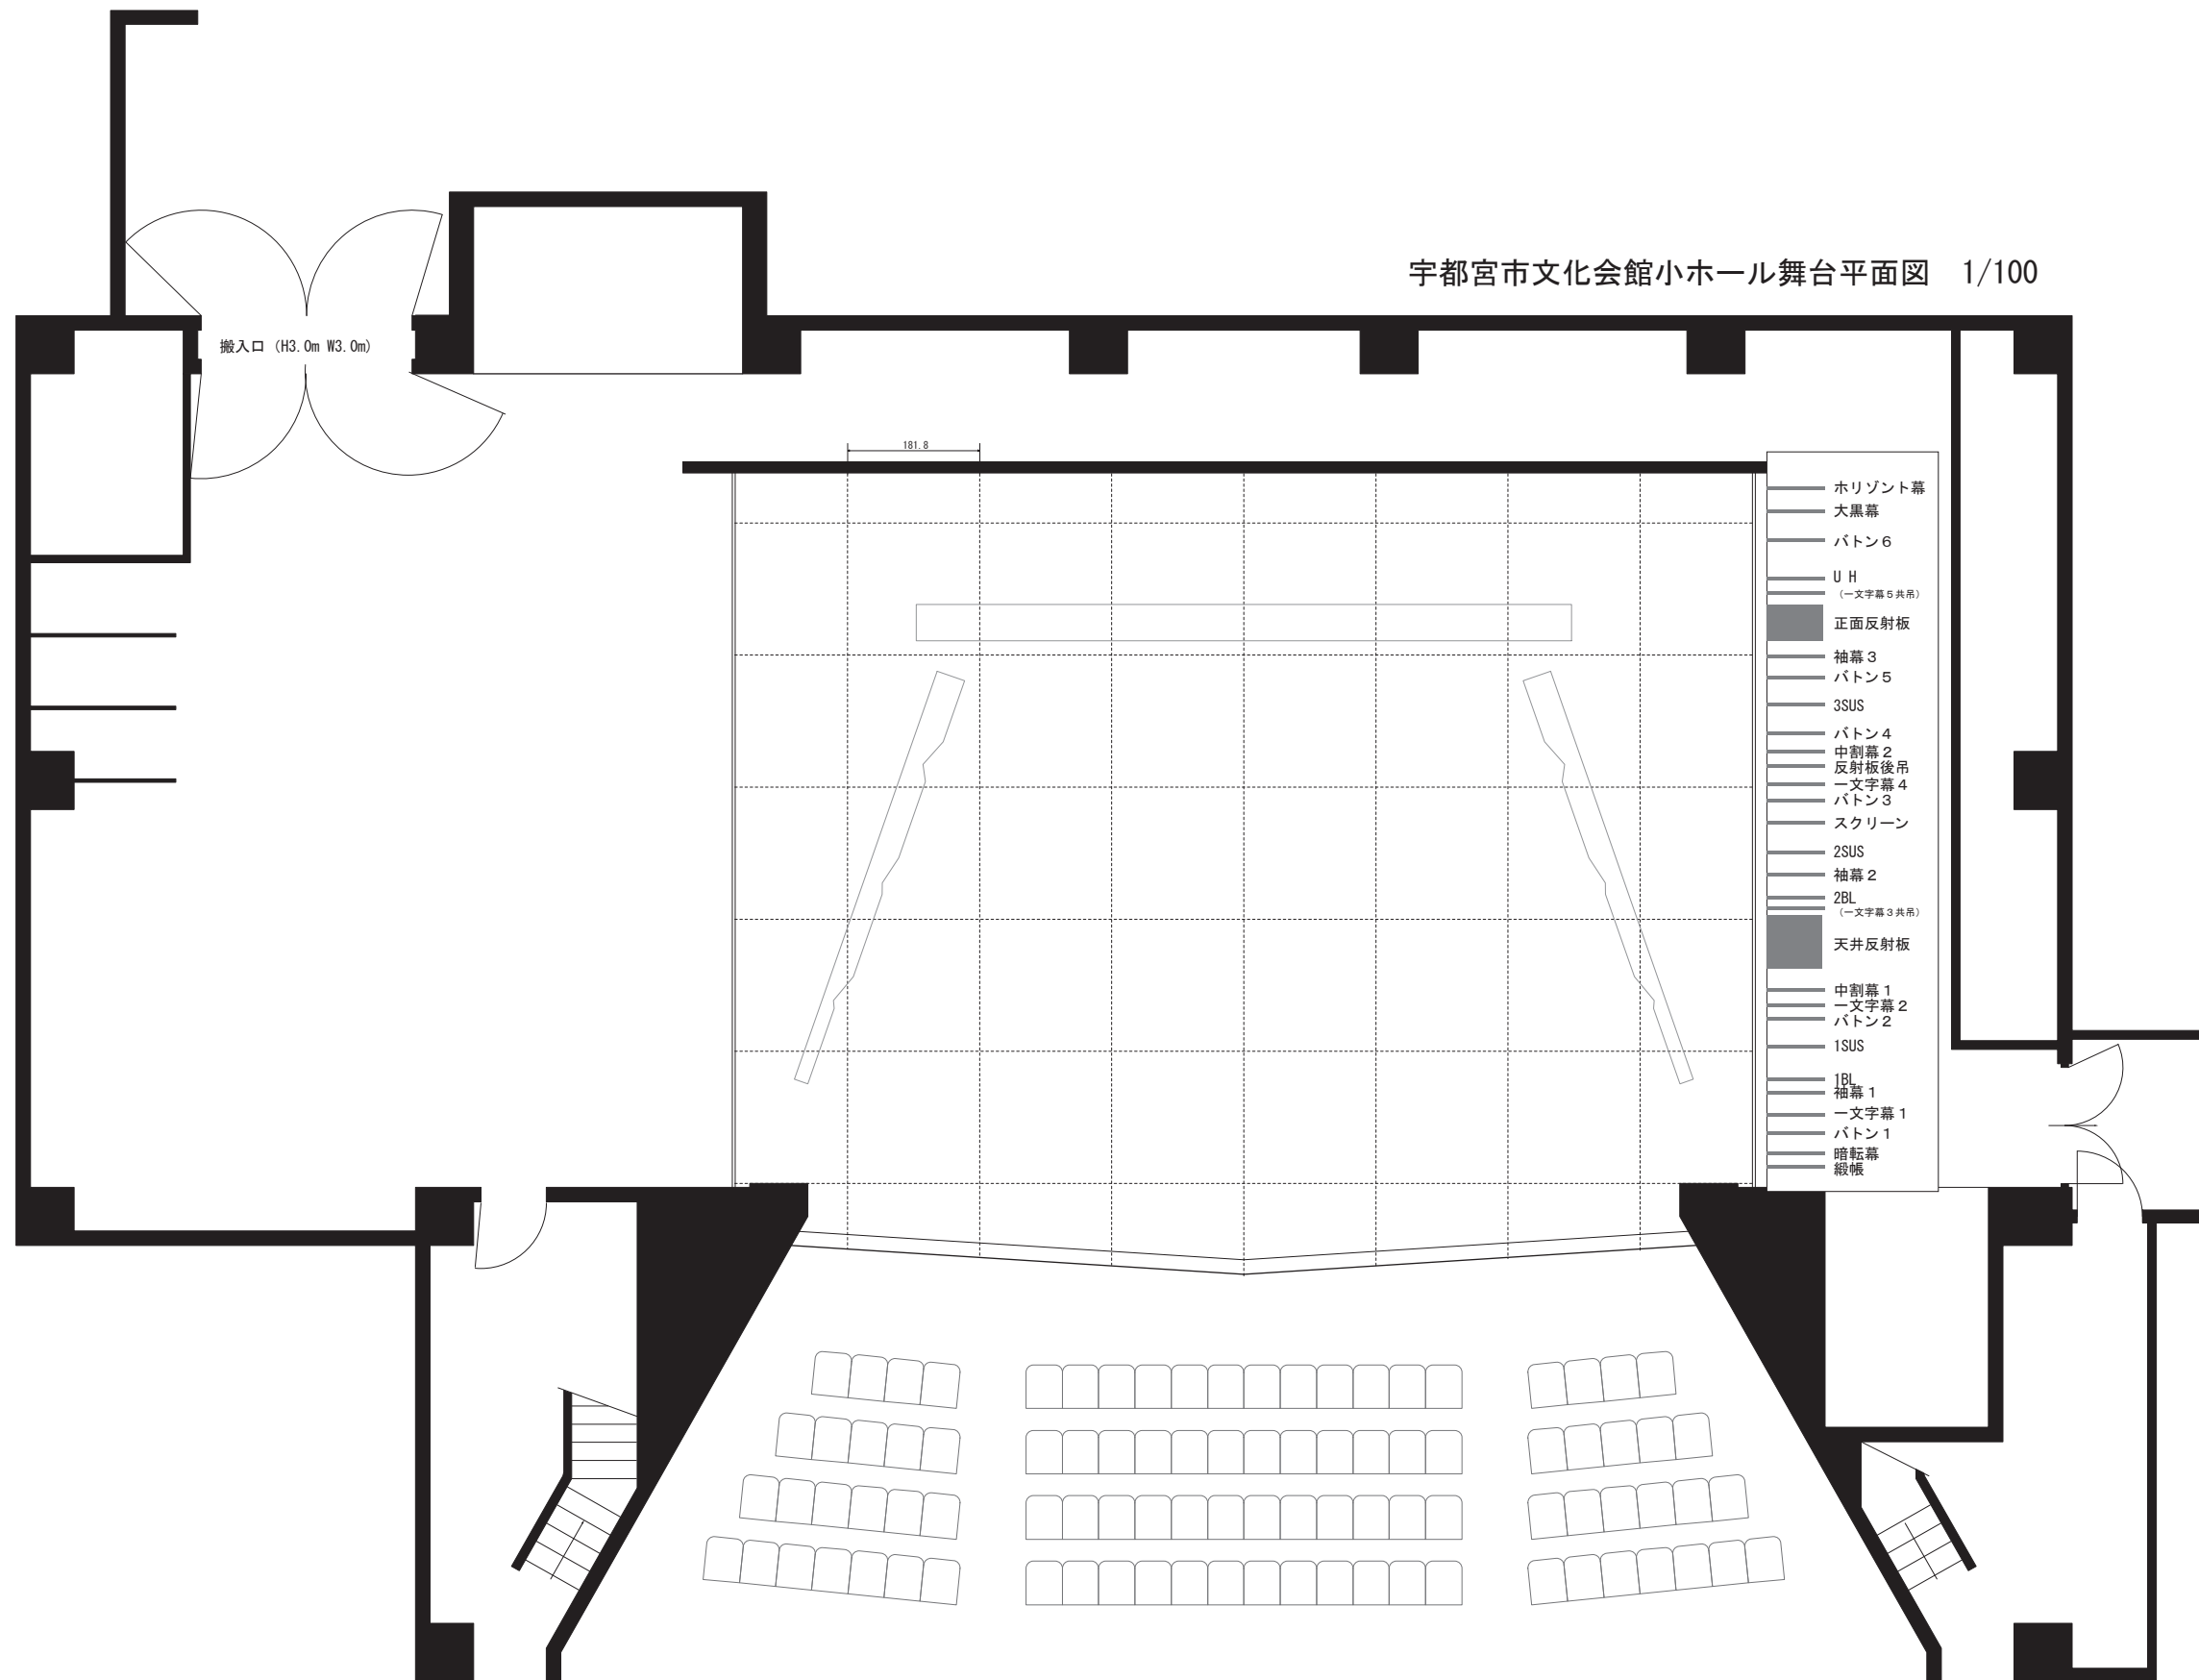 宇都宮市文化会館小ホール舞台平面図　1/100
搬入口 (H3.0m W3.0m)
181.8
ホリゾント幕
大黒幕
バトン６
ＵＨ
（一文字幕５共吊）
正面反射板
袖幕３
バトン５
3SUS
バトン４
中割幕２
反射板後吊
一文字幕４
バトン３
スクリーン
2SUS
袖幕２
2BL
（一文字幕３共吊）
天井反射板
中割幕１
一文字幕２
バトン２
1SUS
1BL
袖幕１
一文字幕１
バトン１
暗転幕
緞帳